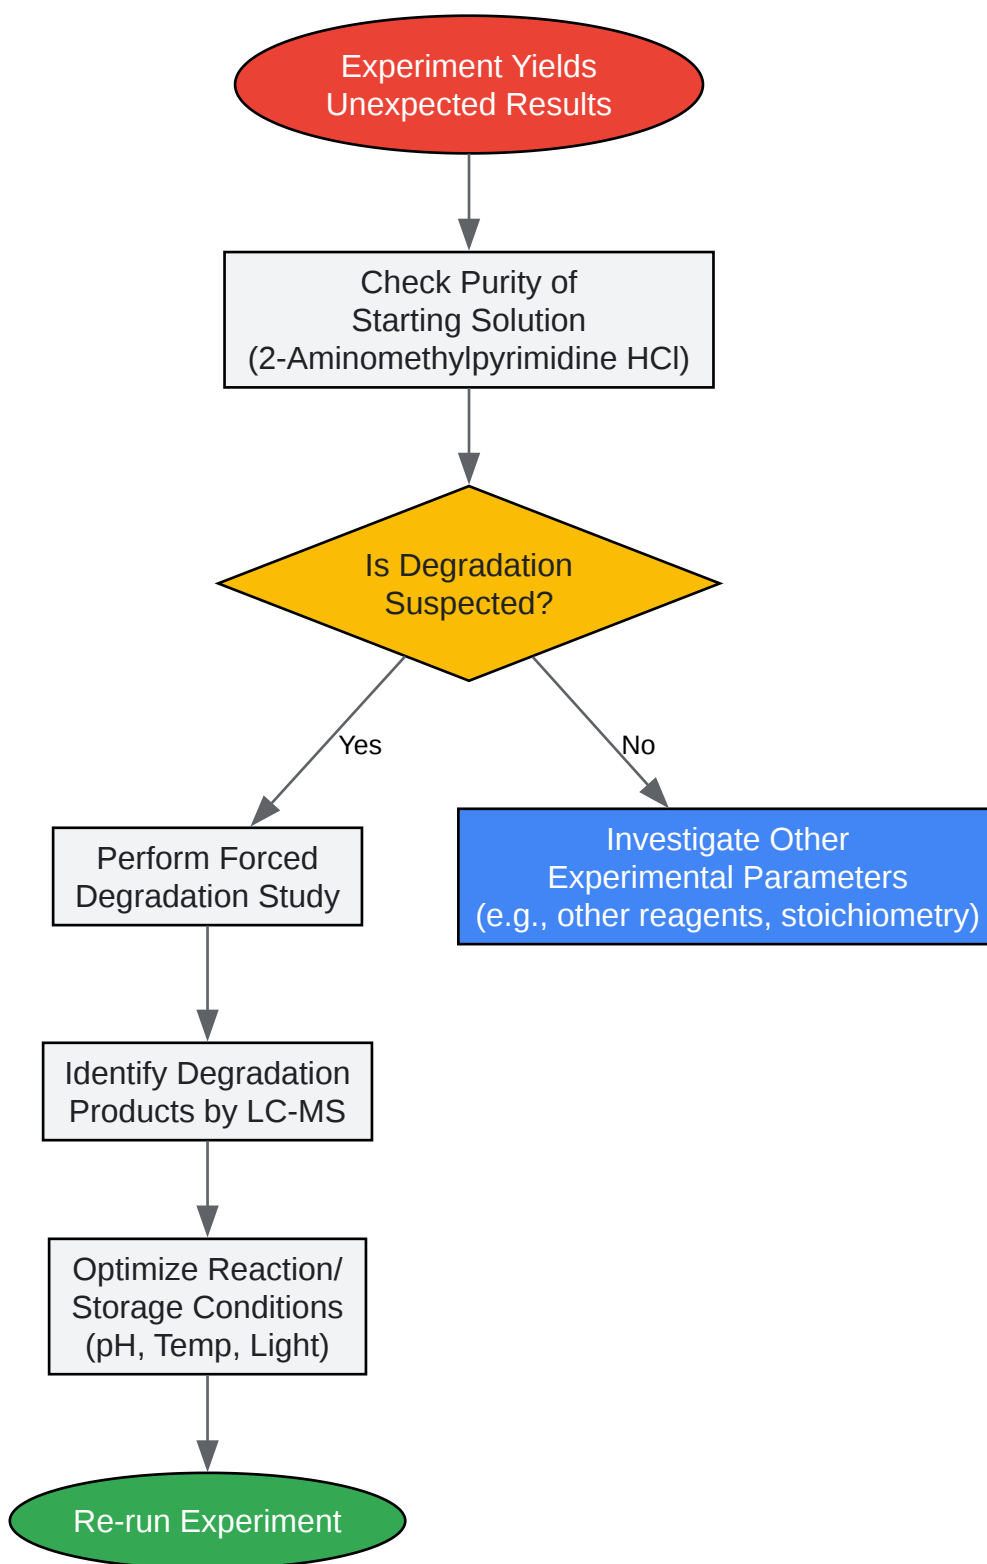 Experiment Yields
Unexpected Results
Check Purity of
Starting Solution
(2-Aminomethylpyrimidine HCl)
Is Degradation
Suspected?
Yes
No
Perform Forced
Degradation Study
Investigate Other
Experimental Parameters
(e.g., other reagents, stoichiometry)
Identify Degradation
Products by LC-MS
Optimize Reaction/
Storage Conditions
(pH, Temp, Light)
Re-run Experiment